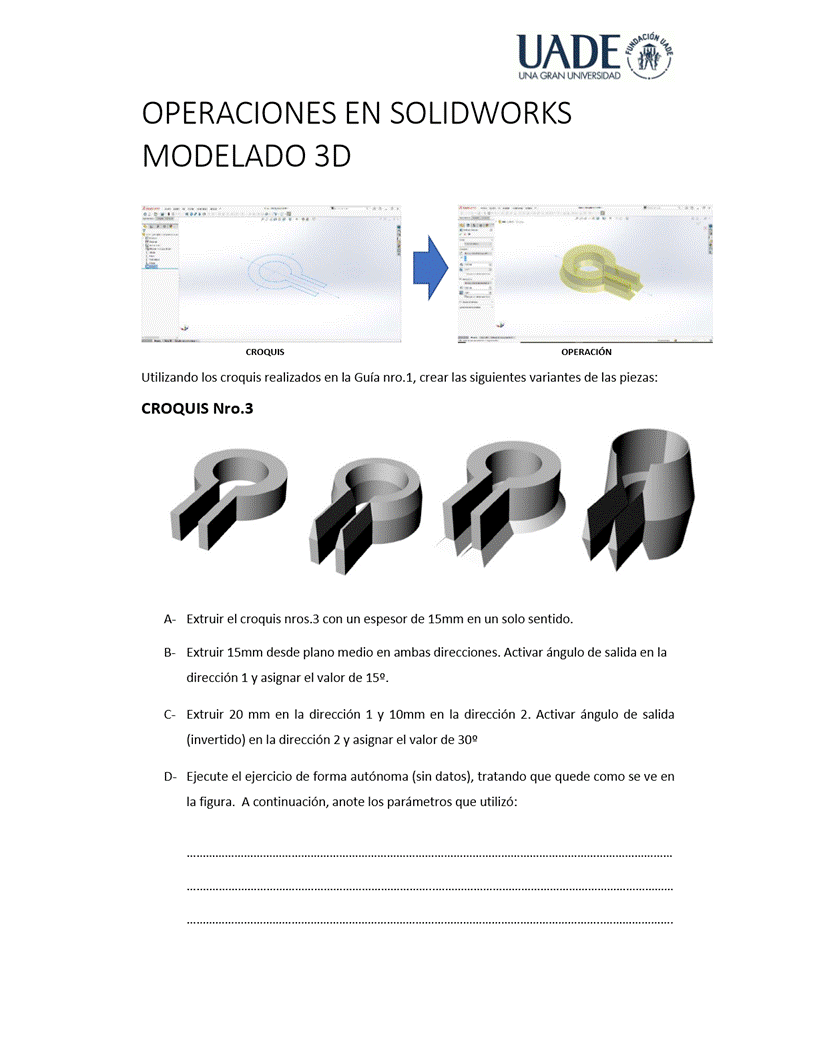 UADE
UNA GRAN UNIVERSIDAD
FUNDACIÓN UADE
OPERACIONES EN SOLIDWORKS
MODELADO 3D
CROQUIS
OPERACIÓN
Utilizando los croquis realizados en la Guía nro.1, crear las siguientes variantes de las piezas:
CROQUIS Nro.3
A- Extruir el croquis nros.3 con un espesor de 15mm en un solo sentido.
B- Extruir 15mm desde plano medio en ambas direcciones. Activar ángulo de salida en la
dirección 1 y asignar el valor de 15º.
C- Extruir 20 mm en la dirección 1 y 10mm en la dirección 2. Activar ángulo de salida
(invertido) en la dirección 2 y asignar el valor de 30º
D- Ejecute el ejercicio de forma autónoma (sin datos), tratando que quede como se ve en
la figura. A continuación, anote los parámetros que utilizó: